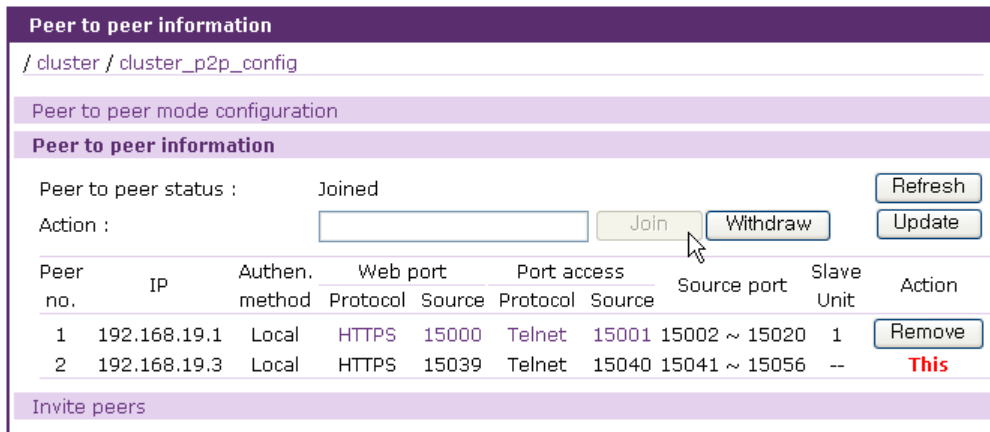 Peer to peer information
/ cluster / cluster_p2p_config
Peer to peer mode configuration
Peer to peer information
Peer to peer status : Joined Refresh
Action : Join Withdraw Update
Peer no. IP Authen. method Web port Protocol Source Port access Protocol Source Source port Slave Unit Action
1 192.168.19.1 Local HTTPS 15000 Telnet 15001 15002 ~ 15020 1 Remove
2 192.168.19.3 Local HTTPS 15039 Telnet 15040 15041 ~ 15056 -- This
Invite peers